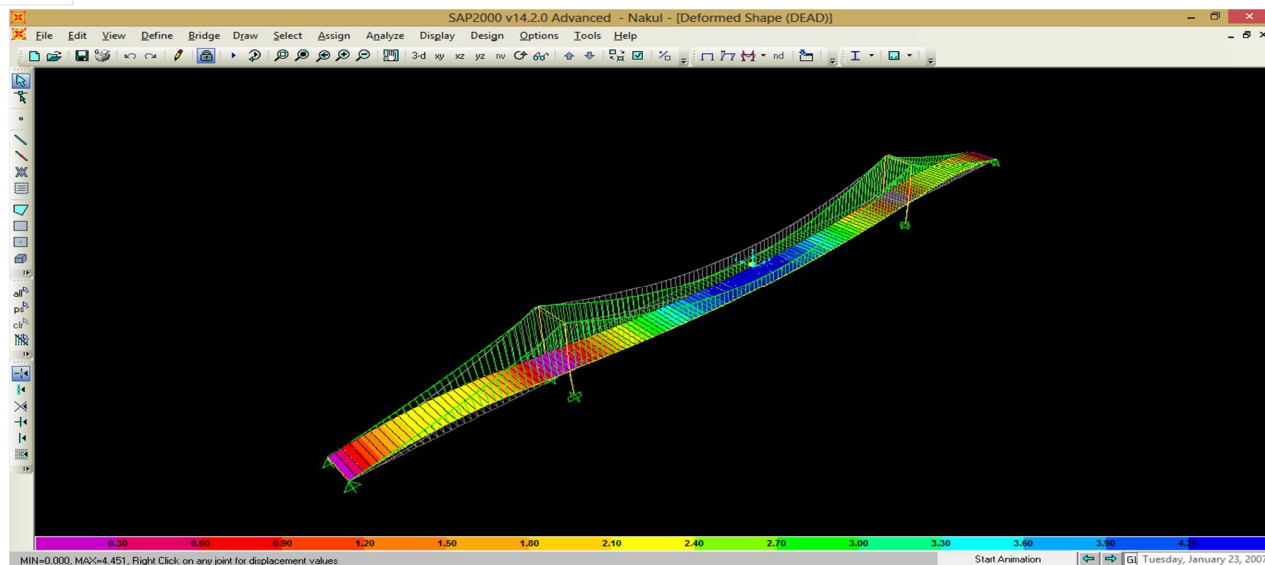 SAP2000 v14.2.0 Advanced - Nakul - [Deformed Shape (DEAD)]
File Edit View Define Bridge Draw Select Assign Analyze Display Design Options Tools Help
3-d xy xz yz nv nd
all
ps
clr
0.30 0.60 0.90 1.20 1.50 1.80 2.10 2.40 2.70 3.00 3.30 3.60 3.90
MIN=0.000, MAX=4.451, Right Click on any joint for displacement values Start Animation Tuesday, January 23, 2007